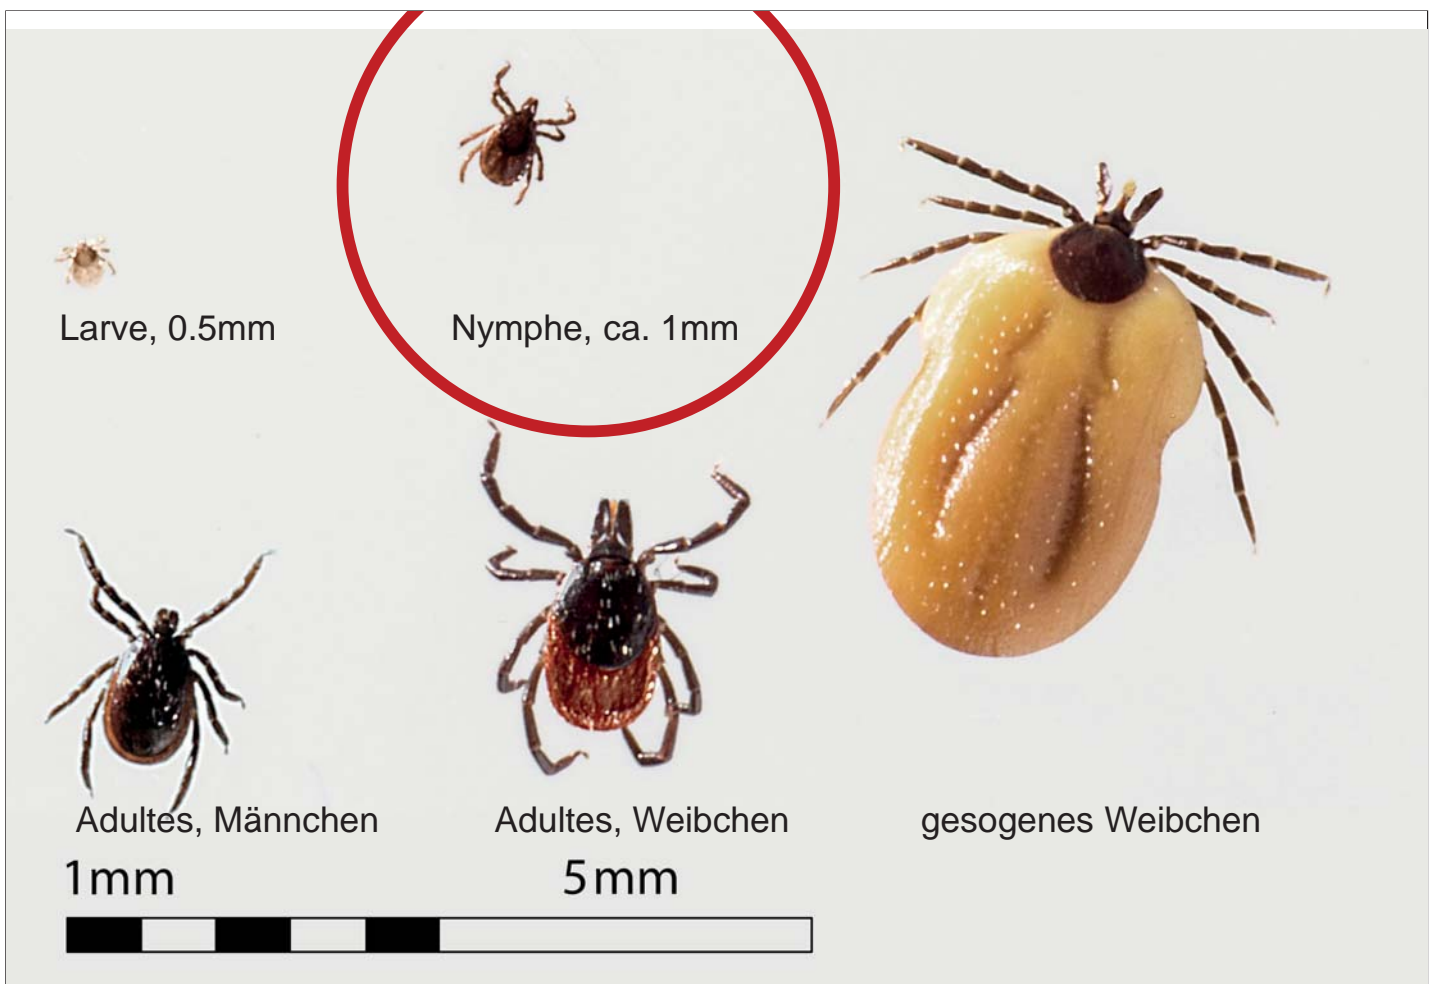 Larve, 0.5mm
Nymphe, ca. 1mm
Adultes, Männchen
Adultes, Weibchen
gesogenes Weibchen
1mm
5mm